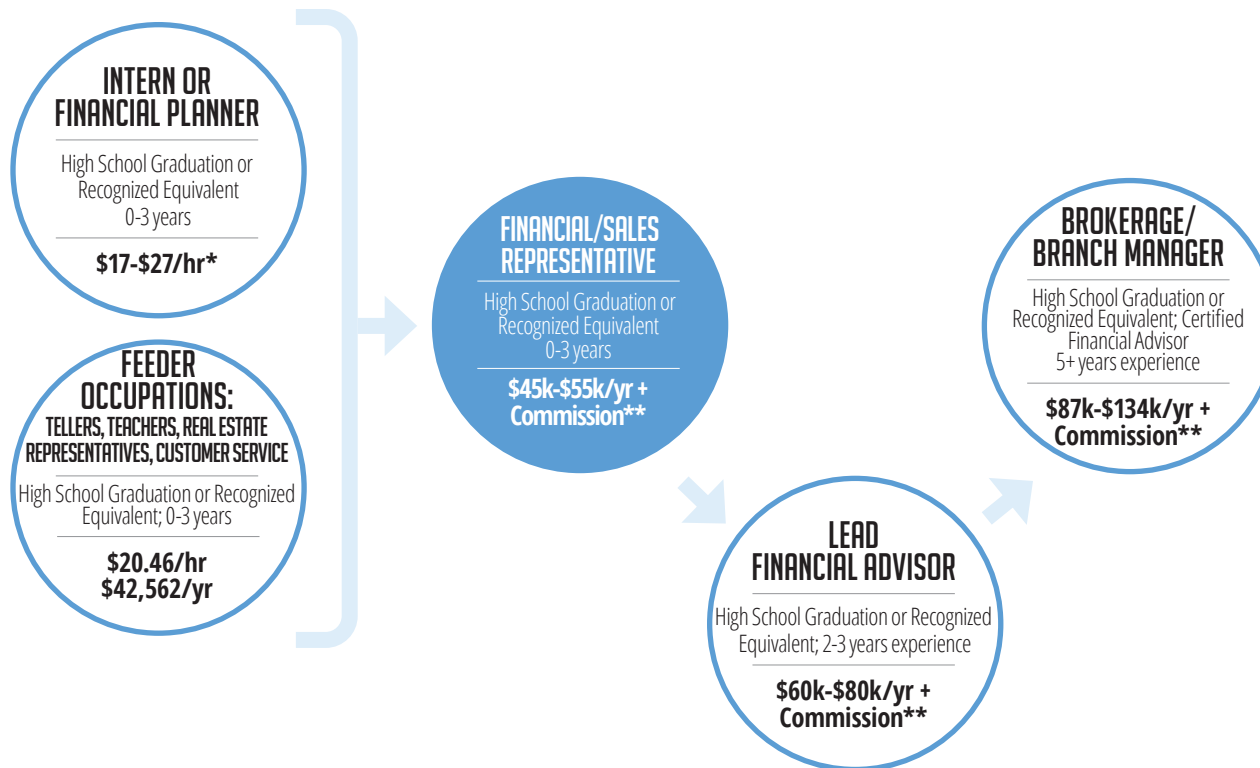 INTERN OR
FINANCIAL PLANNER
High School Graduation or
Recognized Equivalent
0-3 years
$17-$27/hr*
FEEDER
OCCUPATIONS:
TELLERS, TEACHERS, REAL ESTATE
REPRESENTATIVES, CUSTOMER SERVICE
High School Graduation or Recognized
Equivalent; 0-3 years
$20.46/hr
$42,562/yr
FINANCIAL/SALES
REPRESENTATIVE
High School Graduation or
Recognized Equivalent
0-3 years
$45k-$55k/yr +
Commission**
LEAD
FINANCIAL ADVISOR
High School Graduation or Recognized
Equivalent; 2-3 years experience
$60k-$80k/yr +
Commission**
BROKERAGE/
BRANCH MANAGER
High School Graduation or
Recognized Equivalent; Certified
Financial Advisor
5+ years experience
$87k-$134k/yr +
Commission**